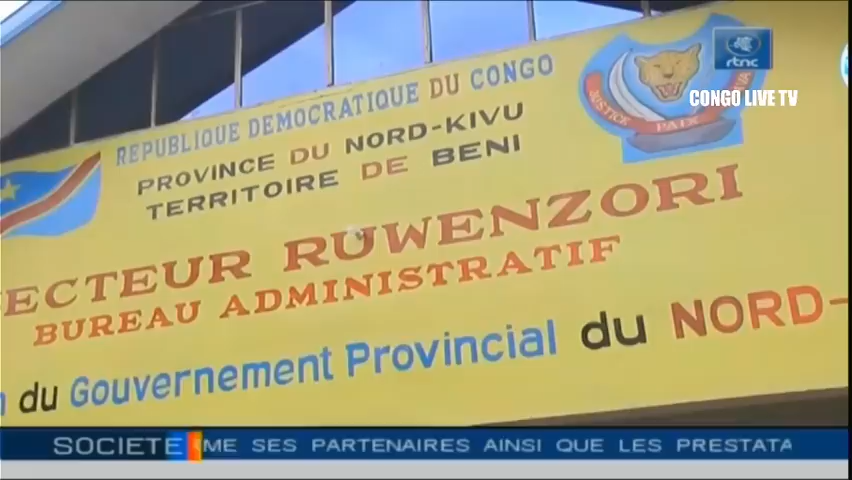 rtnc
CONGO LIVE TV
REPUBLIQUE DEMOCRATIQUE DU CONGO
PROVINCE DU NORD-KIVU
TERRITOIRE DE BENI
JUSTICE PAIX
ECTEUR RUWENZORI
BUREAU ADMINISTRATIF
du Gouvernement Provincial du NORD-
SOCIETE ME SES PARTENAIRES AINSI QUE LES PRESTATA